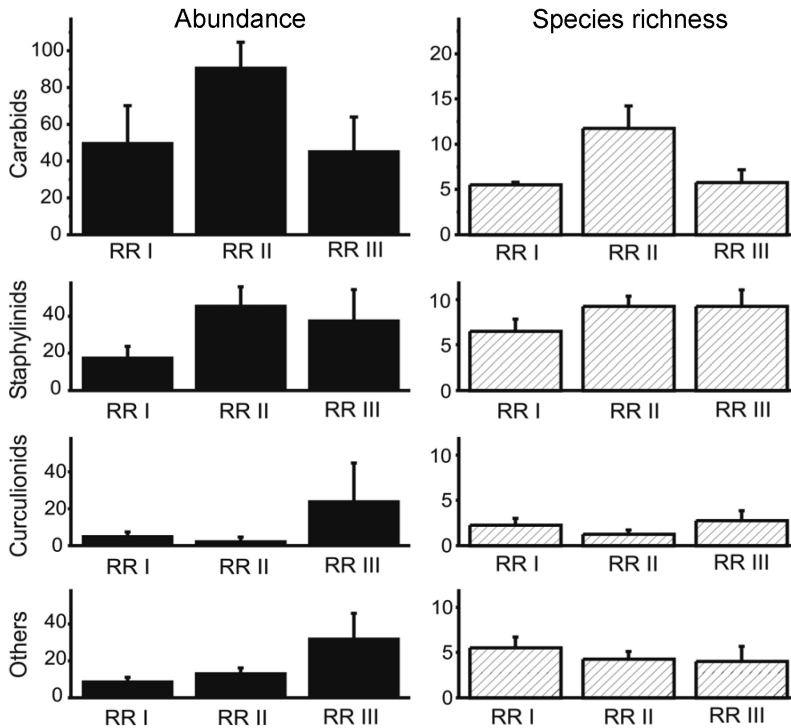 Abundance
Species richness
Carabids
100
80
60
40
20
0
RR I RR II RR III
20
15
10
5
0
RR I RR II RR III
Staphylinids
40
20
0
RR I RR II RR III
10
5
0
RR I RR II RR III
Curculionids
40
20
0
RR I RR II RR III
10
5
0
RR I RR II RR III
Others
40
20
0
RR I RR II RR III
10
5
0
RR I RR II RR III